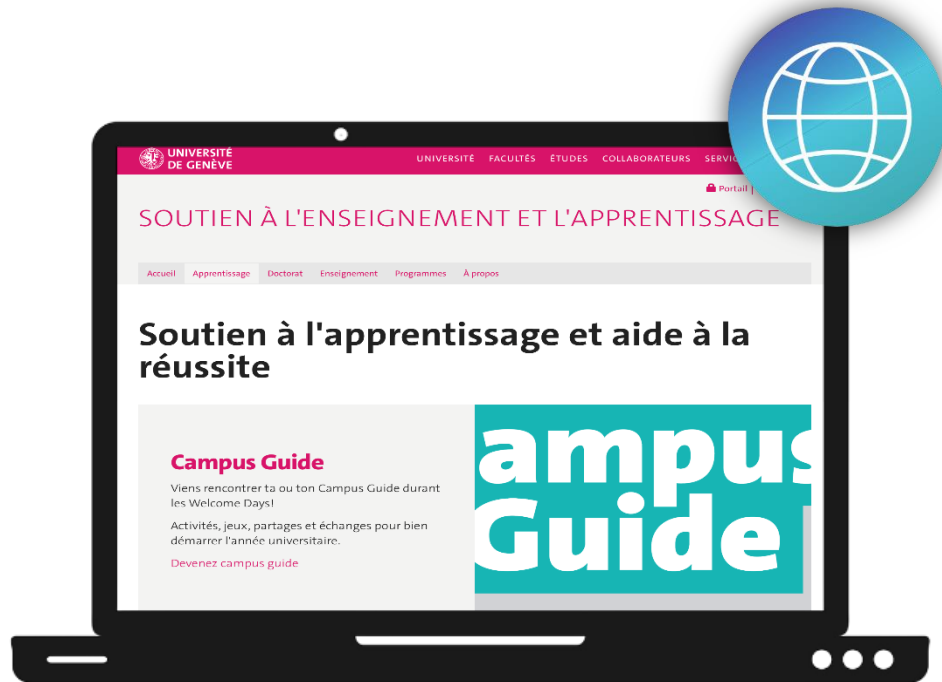 UNIVERSITÉ
DE GENÈVE
UNIVERSITÉ FACULTÉS ÉTUDES COLLABORATEURS
Portail |
SOUTIEN À L'ENSEIGNEMENT ET L'APPRENTISSAGE
Accueil Apprentissage Doctorat Enseignement Programmes À propos
Soutien à l'apprentissage et aide à la
réussite
Campus Guide
Viens rencontrer ta ou ton Campus Guide durant
les Welcome Days!
Activités, jeux, partages et échanges pour bien
démarrer l'année universitaire.
Devenez campus guide
ampus
Guide